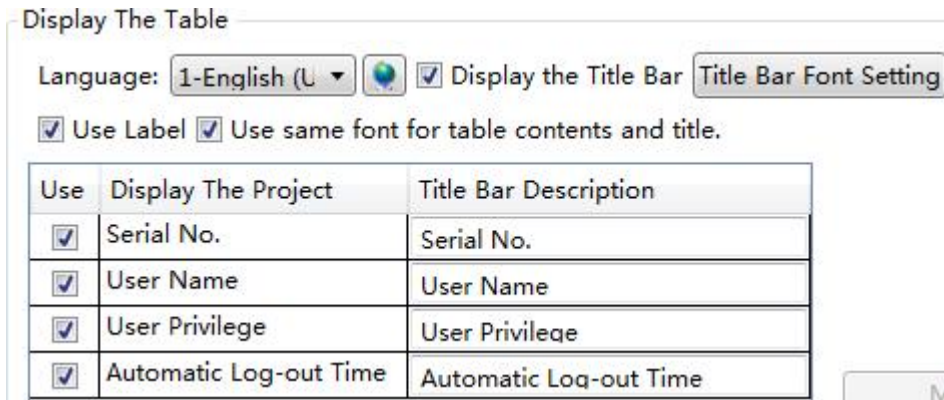 Display The Table
Language: 1-English (U Display the Title Bar Title Bar Font Setting
Use Label Use same font for table contents and title.
Use Display The Project Title Bar Description
Serial No. Serial No.
User Name User Name
User Privilege User Privilege
Automatic Log-out Time Automatic Log-out Time